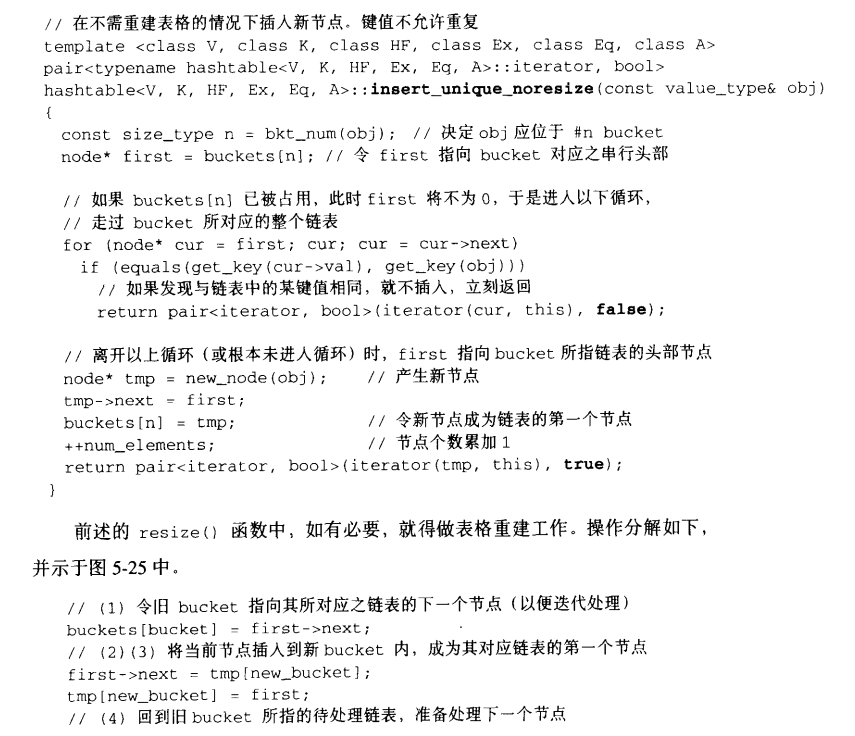 // 在不需重建表格的情况下插入新节点。键值不允许重复
template <class V, class K, class HF, class Ex, class Eq, class A>
pair<typename hashtable<V, K, HF, Ex, Eq, A>::iterator, bool>
hashtable<V, K, HF, Ex, Eq, A>::insert_unique_noresize(const value_type& obj)
{
  const size_type n = bkt_num(obj); // 决定 obj 应位于 #n bucket
  node* first = buckets[n]; // 令 first 指向 bucket 对应之串行头部

  // 如果 buckets[n] 已被占用，此时 first 将不为 0，于是进入以下循环，
  // 走过 bucket 所对应的整个链表
  for (node* cur = first; cur; cur = cur->next)
    if (equals(get_key(cur->val), get_key(obj)))
      // 如果发现与链表中的某键值相同，就不插入，立刻返回
      return pair<iterator, bool>(iterator(cur, this), false);

  // 离开以上循环（或根本未进入循环）时，first 指向 bucket 所指链表的头部节点
  node* tmp = new_node(obj);    // 产生新节点
  tmp->next = first;
  buckets[n] = tmp;             // 令新节点成为链表的第一个节点
  ++num_elements;               // 节点个数累加 1
  return pair<iterator, bool>(iterator(tmp, this), true);
}
前述的 resize() 函数中，如有必要，就得做表格重建工作。操作分解如下，
并示于图 5-25 中。
// (1) 令旧 bucket 指向其所对应之链表的下一个节点（以便迭代处理）
buckets[bucket] = first->next;
// (2)(3) 将当前节点插入到新 bucket 内，成为其对应链表的第一个节点
first->next = tmp[new_bucket];
tmp[new_bucket] = first;
// (4) 回到旧 bucket 所指的待处理链表，准备处理下一个节点